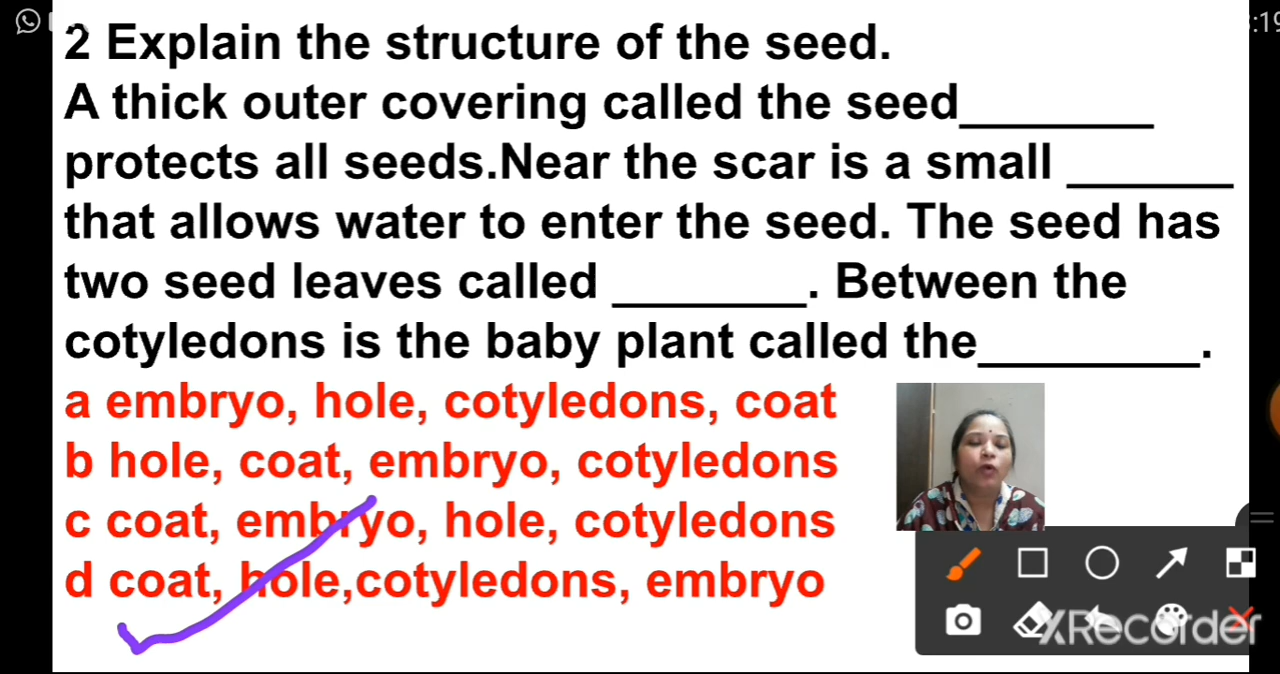 2 Explain the structure of the seed.
A thick outer covering called the seed________
protects all seeds.Near the scar is a small _______
that allows water to enter the seed. The seed has
two seed leaves called ________. Between the
cotyledons is the baby plant called the_________.
a embryo, hole, cotyledons, coat
b hole, coat, embryo, cotyledons
c coat, embryo, hole, cotyledons
d coat, hole,cotyledons, embryo
XRecorder